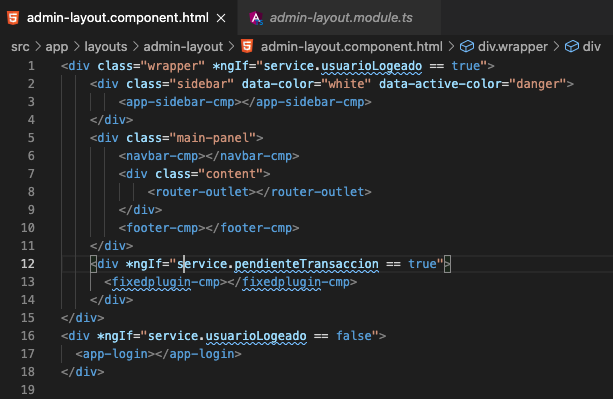 admin-layout.component.html × admin-layout.module.ts
src > app > layouts > admin-layout > admin-layout.component.html > div.wrapper > div
1 <div class="wrapper" *ngIf="service.usuarioLogeado == true">
2 <div class="sidebar" data-color="white" data-active-color="danger">
3 <app-sidebar-cmp></app-sidebar-cmp>
4 </div>
5 <div class="main-panel">
6 <navbar-cmp></navbar-cmp>
7 <div class="content">
8 <router-outlet></router-outlet>
9 </div>
10 <footer-cmp></footer-cmp>
11 </div>
12 <div *ngIf="service.pendienteTransaccion == true">
13 <fixedplugin-cmp></fixedplugin-cmp>
14 </div>
15 </div>
16 <div *ngIf="service.usuarioLogeado == false">
17 <app-login></app-login>
18 </div>
19